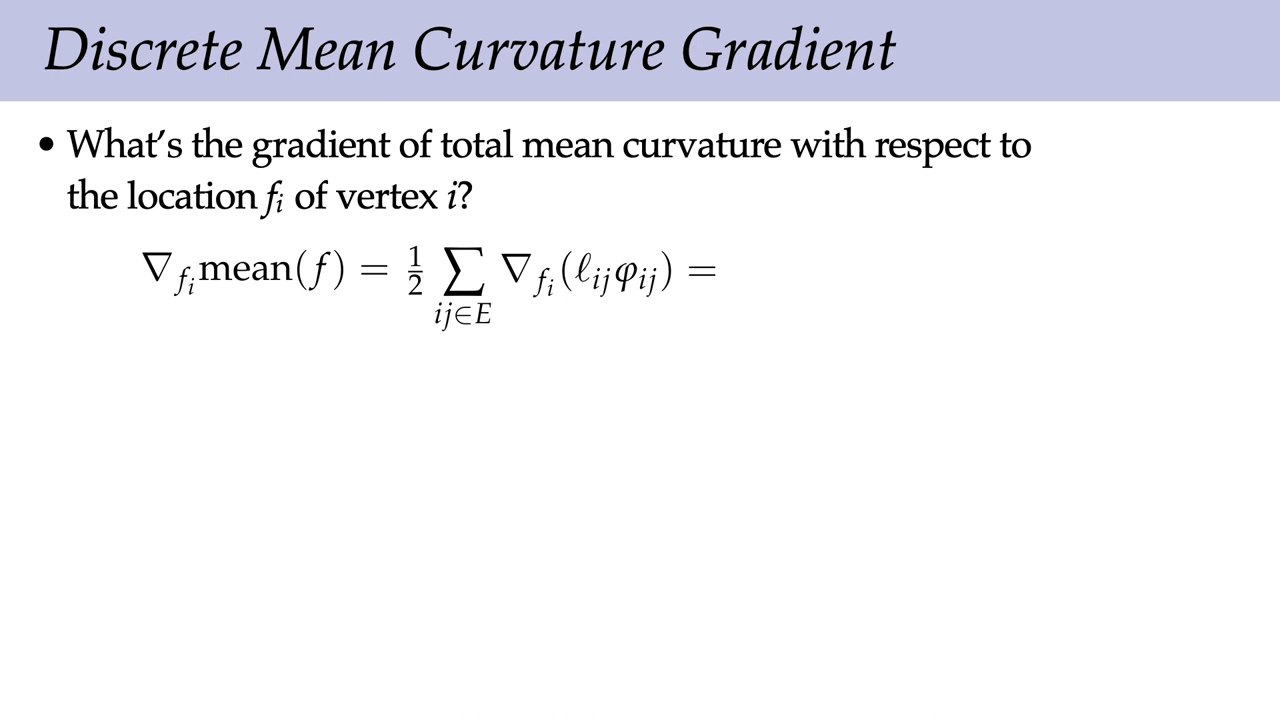 Discrete Mean Curvature Gradient
• What's the gradient of total mean curvature with respect to
the location fᵢ of vertex i?
∇_{fᵢ} mean(f) = ½ ∑_{ij∈E} ∇_{fᵢ}(ℓᵢⱼφᵢⱼ) =